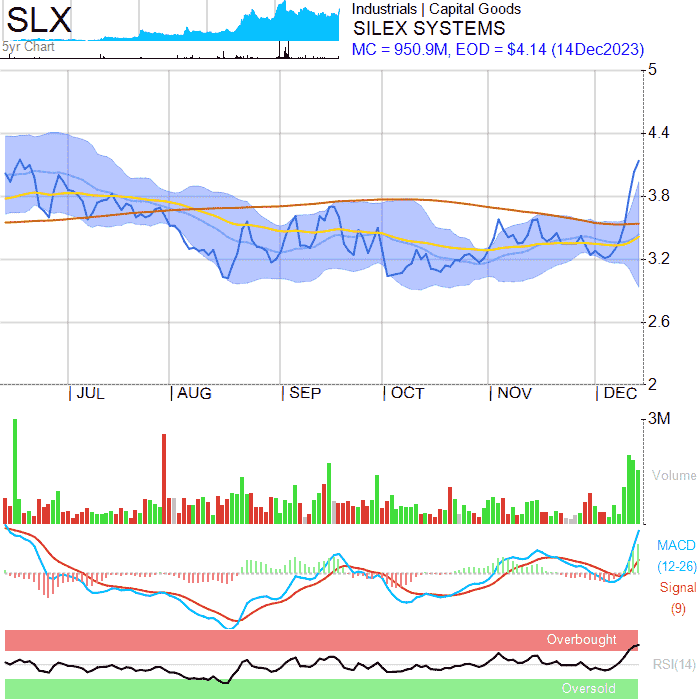 SLX
5yr Chart
Industrials | Capital Goods
SILEX SYSTEMS
MC = 950.9M, EOD = $4.14 (14Dec2023)
5
4.4
3.8
3.2
2.6
2
JUL AUG SEP OCT NOV DEC
3M
Volume
MACD
(12-26)
Signal
(9)
Overbought
RSI(14)
Oversold